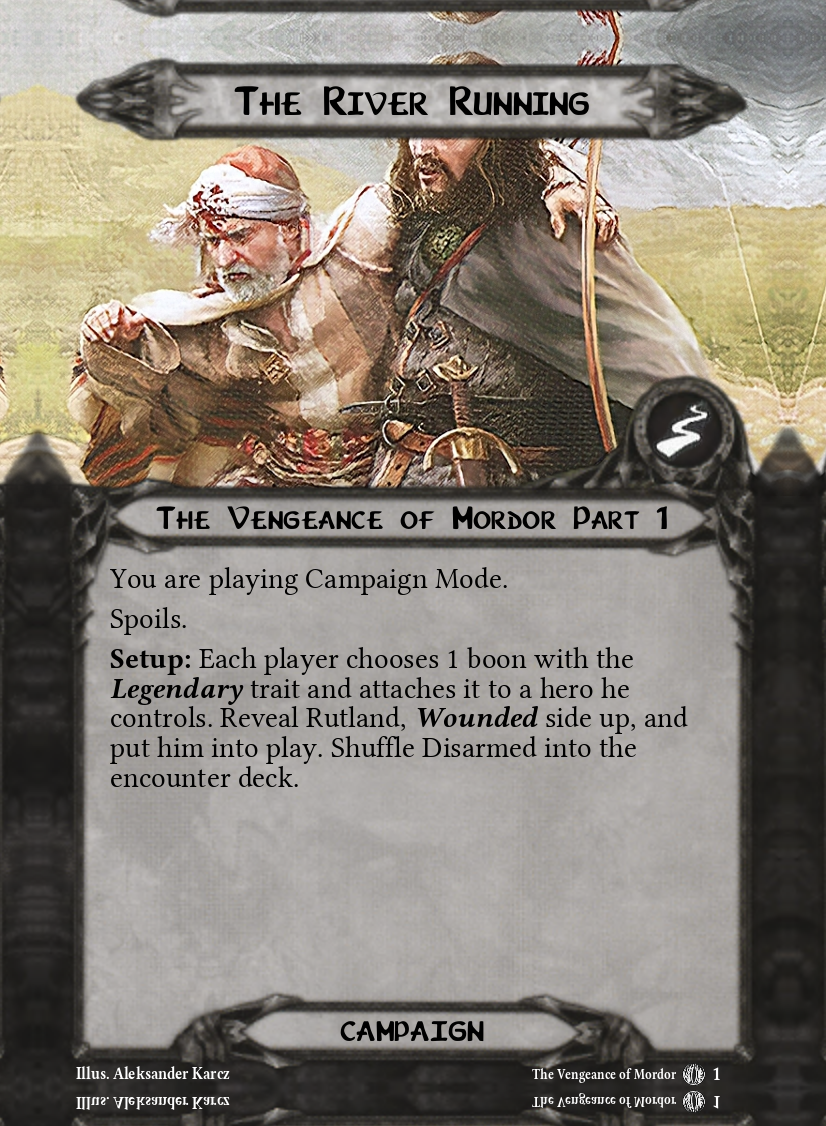 The River Running
The Vengeance of Mordor Part 1
You are playing Campaign Mode.
Spoils.
Setup: Each player chooses 1 boon with the
Legendary trait and attaches it to a hero he
controls. Reveal Rutland, Wounded side up, and
put him into play. Shuffle Disarmed into the
encounter deck.
CAMPAIGN
Illus. Aleksander Karcz
The Vengeance of Mordor 1
Illus. Aleksander Karcz
The Vengeance of Mordor 1